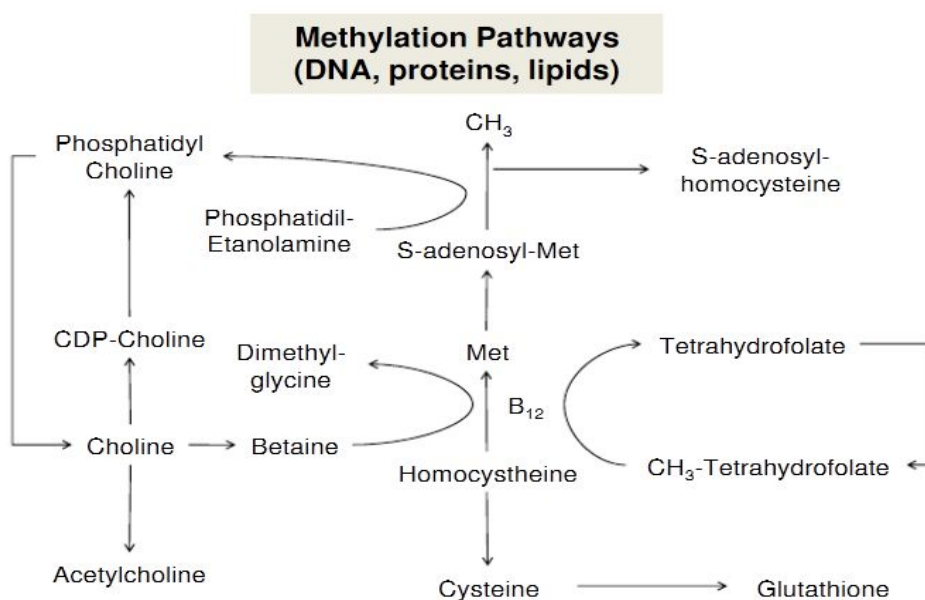 Methylation Pathways
(DNA, proteins, lipids)
CH₃
Phosphatidyl
Choline
S-adenosyl-
homocysteine
Phosphatidil-
Etanolamine
S-adenosyl-Met
CDP-Choline
Dimethyl-
glycine
Met
Tetrahydrofolate
B₁₂
Choline
Betaine
Homocystheine
CH₃-Tetrahydrofolate
Acetylcholine
Cysteine
Glutathione